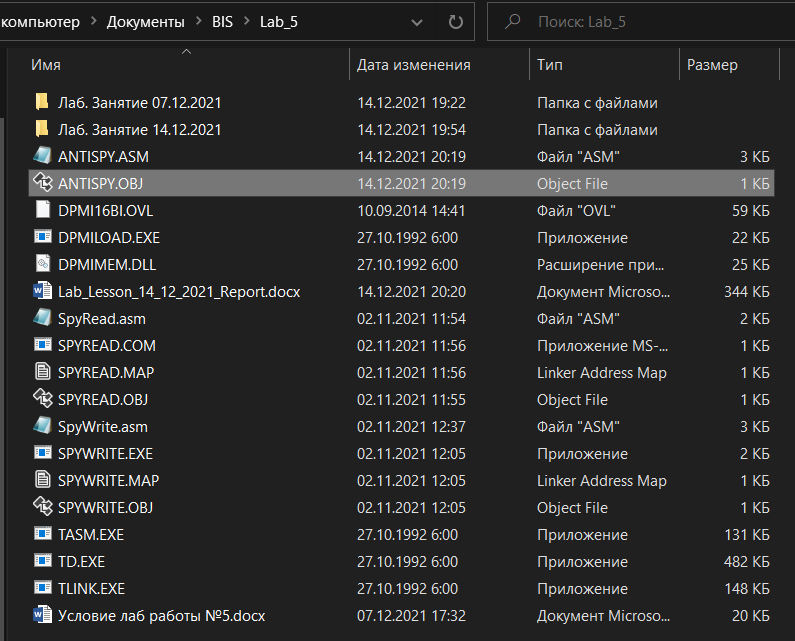 компьютер > Документы > BIS > Lab_5 Поиск: Lab_5
Имя Дата изменения Тип Размер
Лаб. Занятие 07.12.2021 14.12.2021 19:22 Папка с файлами
Лаб. Занятие 14.12.2021 14.12.2021 19:54 Папка с файлами
ANTISPY.ASM 14.12.2021 20:19 Файл "ASM" 3 КБ
ANTISPY.OBJ 14.12.2021 20:19 Object File 1 КБ
DPMI16BI.OVL 10.09.2014 14:41 Файл "OVL" 59 КБ
DPMILOAD.EXE 27.10.1992 6:00 Приложение 22 КБ
DPMIMEM.DLL 27.10.1992 6:00 Расширение при... 25 КБ
Lab_Lesson_14_12_2021_Report.docx 14.12.2021 20:20 Документ Microso... 344 КБ
SpyRead.asm 02.11.2021 11:54 Файл "ASM" 2 КБ
SPYREAD.COM 02.11.2021 11:56 Приложение MS-... 1 КБ
SPYREAD.MAP 02.11.2021 11:56 Linker Address Map 1 КБ
SPYREAD.OBJ 02.11.2021 11:55 Object File 1 КБ
SpyWrite.asm 02.11.2021 12:37 Файл "ASM" 3 КБ
SPYWRITE.EXE 02.11.2021 12:05 Приложение 2 КБ
SPYWRITE.MAP 02.11.2021 12:05 Linker Address Map 1 КБ
SPYWRITE.OBJ 02.11.2021 12:05 Object File 1 КБ
TASM.EXE 27.10.1992 6:00 Приложение 131 КБ
TD.EXE 27.10.1992 6:00 Приложение 482 КБ
TLINK.EXE 27.10.1992 6:00 Приложение 148 КБ
Условие лаб работы №5.docx 07.12.2021 17:32 Документ Microso... 20 КБ